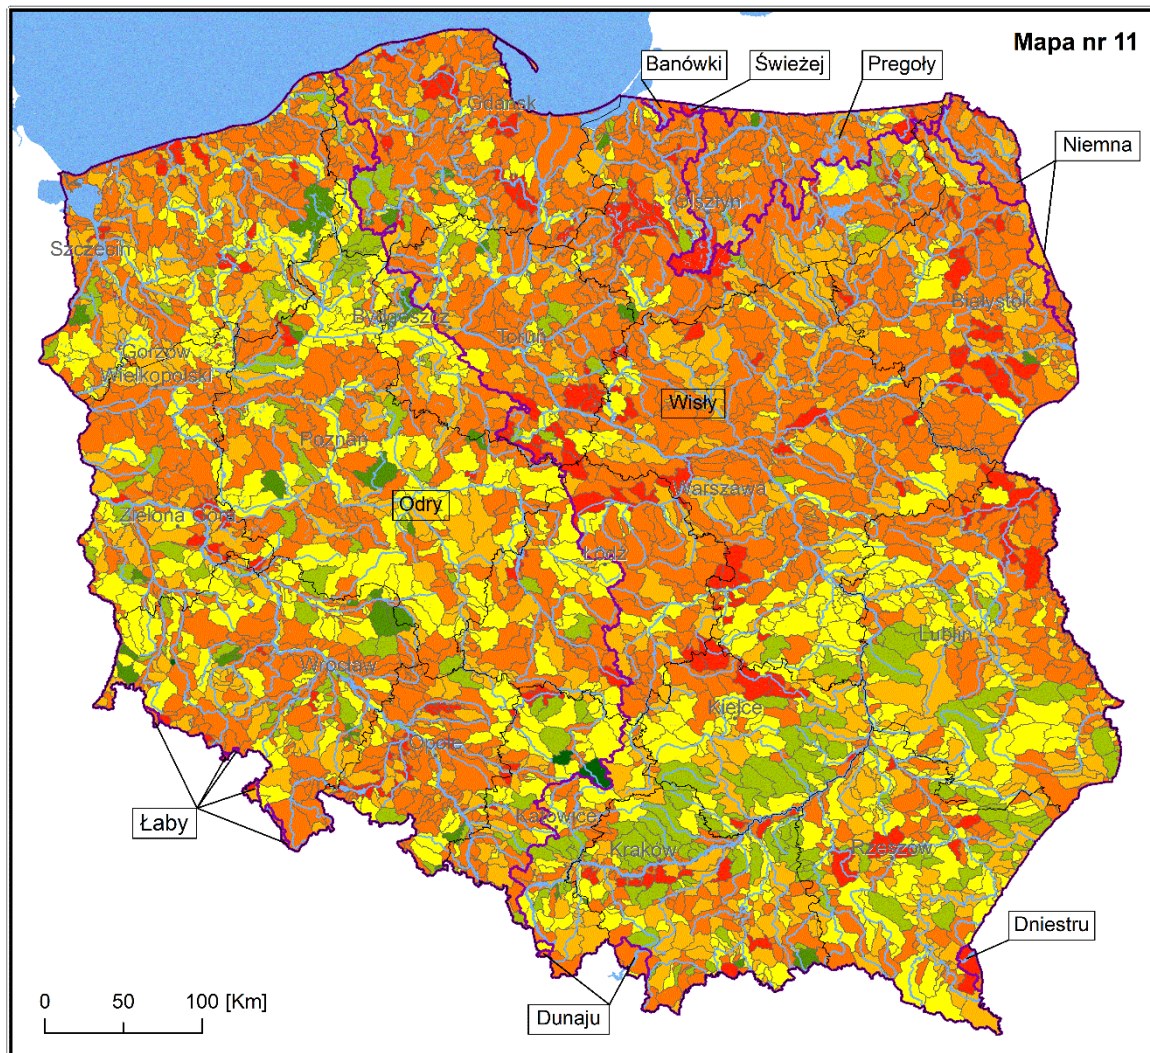 Mapa nr 11
Banówki
Świeżej
Pregoły
Niemna
Gdańsk
Olsztyn
Szczecin
Białystok
Bydgoszcz
Toruń
Gorzów
Wielkopolski
Wisły
Poznań
Odry
Warszawa
Zielona Góra
Łódź
Lublin
Wrocław
Kielce
Opole
Łaby
Katowice
Kraków
Rzeszów
Dniestru
Dunaju
0 50 100 [Km]